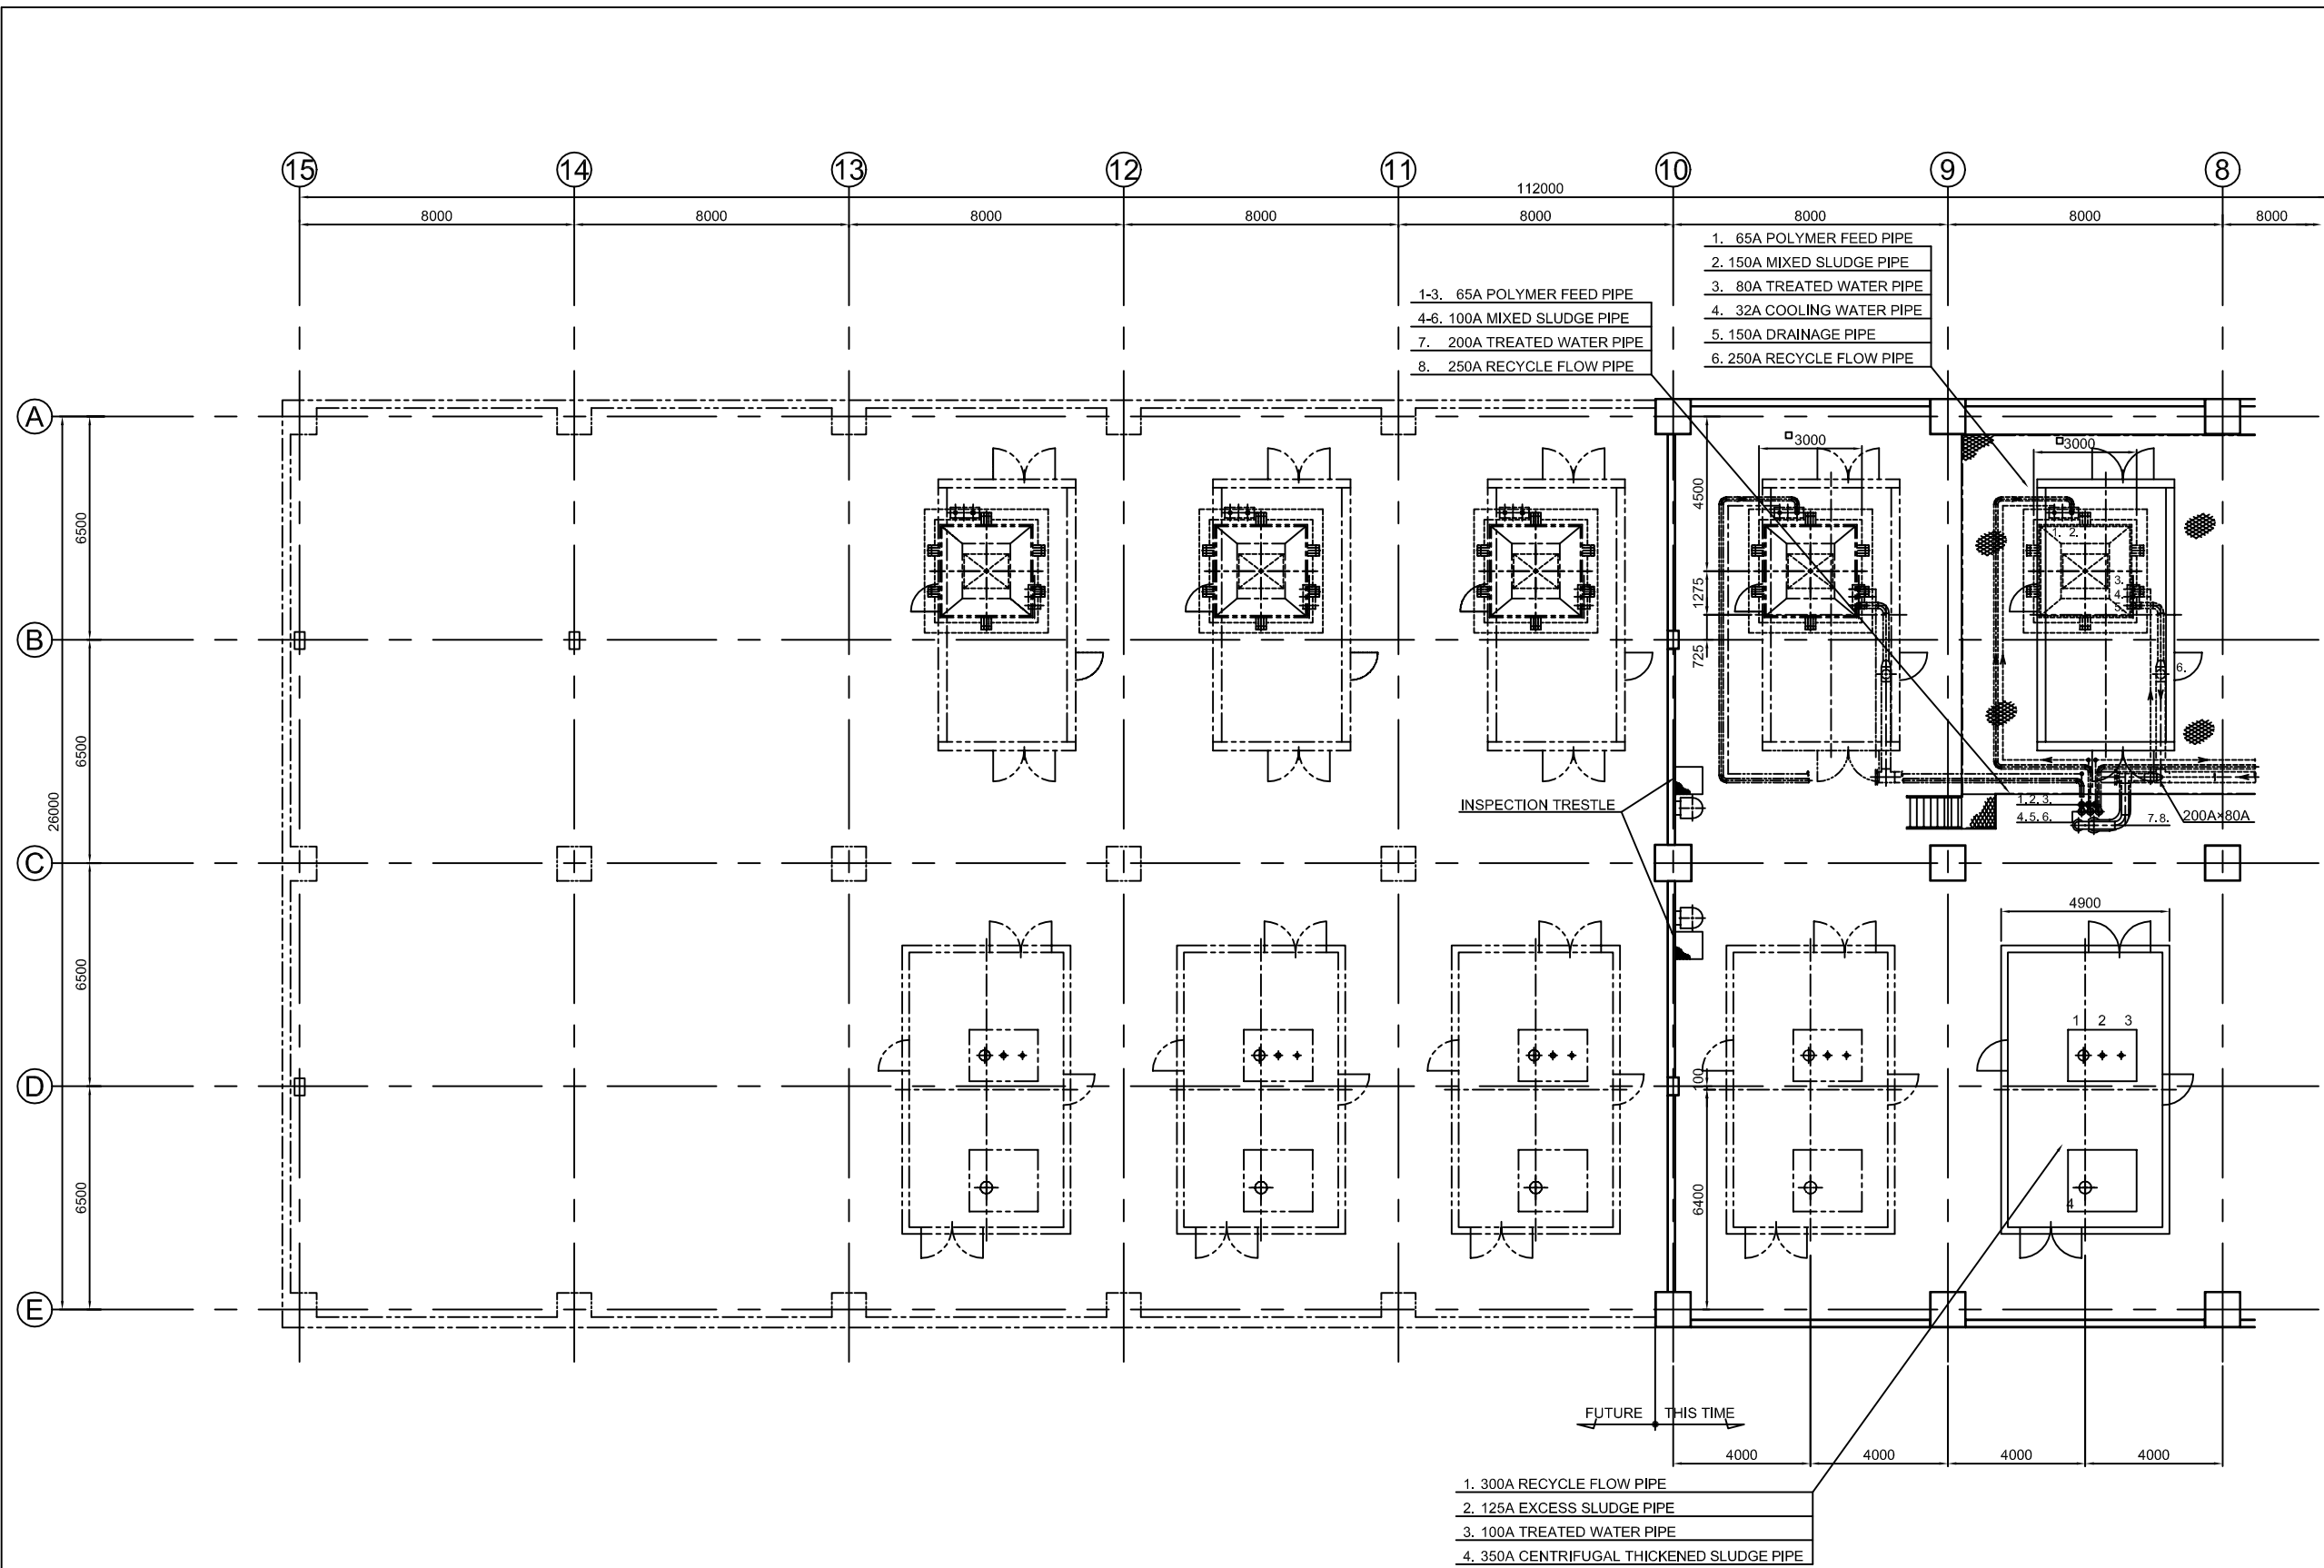 15 14 13 12 11 10 9 8
112000
8000 8000 8000 8000 8000 8000 8000 8000
1. 65A POLYMER FEED PIPE
2. 150A MIXED SLUDGE PIPE
3. 80A TREATED WATER PIPE
4. 32A COOLING WATER PIPE
5. 150A DRAINAGE PIPE
6. 250A RECYCLE FLOW PIPE
1-3. 65A POLYMER FEED PIPE
4-6. 100A MIXED SLUDGE PIPE
7. 200A TREATED WATER PIPE
8. 250A RECYCLE FLOW PIPE
A
B
C
D
E
26000
6500
6500
6500
6500
3000
3000
4500
1275
725
1. 2.
3.
4.
5.
6.
INSPECTION TRESTLE
1.2.3.
4.5.6.
7.8.
200A×80A
4900
1 2 3
4
100
6400
FUTURE THIS TIME
4000 4000 4000 4000
1. 300A RECYCLE FLOW PIPE
2. 125A EXCESS SLUDGE PIPE
3. 100A TREATED WATER PIPE
4. 350A CENTRIFUGAL THICKENED SLUDGE PIPE